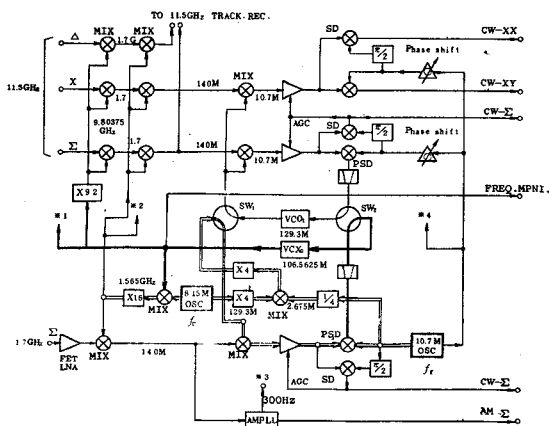 TO 11.5GHz TRACK. REC.
MIX 1.7G MIX
Δ
SD
CW-XX
π/2
Phase shift
11.5GHz
X
1.7
140M
MIX
10.7M
CW-XY
9.80375
GHz
AGC
CW-Σ
SD
π/2
Phase shift
1.7
140M
Σ
10.7M
PSD
X92
FREQ.MPNI.
*1
*2
SW₁
VCO₁
SW₂
*4
129.3M
VCX₀
106.5625M
X4
1.565GHz
X16
8.15M
OSC
X4
2.675M
1/4
MIX
fc
129.3M
MIX
1.7GHz
Σ
PSD
10.7M
OSC
FET
LNA
MIX
140M
MIX
π/2
fr
*3
AGC
SD
300Hz
CW-Σ
AMPLI
AM-Σ